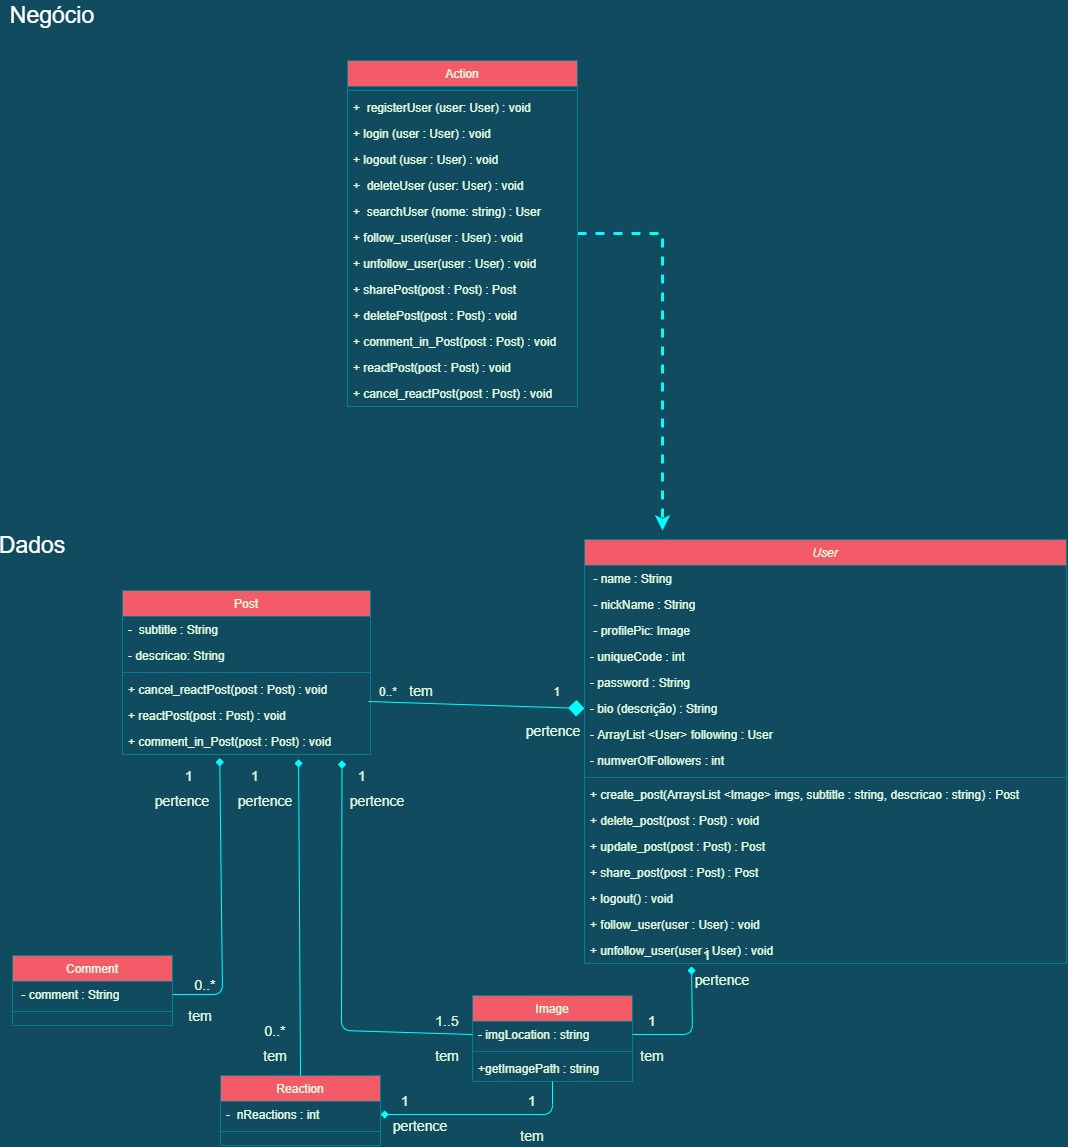 Negócio
Action
+ registerUser (user: User) : void
+ login (user : User) : void
+ logout (user : User) : void
+ deleteUser (user: User) : void
+ searchUser (nome: string) : User
+ follow_user(user : User) : void
+ unfollow_user(user : User) : void
+ sharePost(post : Post) : Post
+ deletePost(post : Post) : void
+ comment_in_Post(post : Post) : void
+ reactPost(post : Post) : void
+ cancel_reactPost(post : Post) : void
Dados
User
- name : String
- nickName : String
- profilePic: Image
- uniqueCode : int
- password : String
- bio (descrição) : String
- ArrayList <User> following : User
- numverOfFollowers : int
+ create_post(ArraysList <Image> imgs, subtitle : string, descricao : string) : Post
+ delete_post(post : Post) : void
+ update_post(post : Post) : Post
+ share_post(post : Post) : Post
+ logout() : void
+ follow_user(user : User) : void
+ unfollow_user(user : User) : void
Post
- subtitle : String
- descricao: String
+ cancel_reactPost(post : Post) : void
+ reactPost(post : Post) : void
+ comment_in_Post(post : Post) : void
0..* tem
1
pertence
1
pertence
1
pertence
1
pertence
1
pertence
Comment
- comment : String
0..*
tem
0..*
tem
1..5
tem
Image
- imgLocation : string
+getImagePath : string
1
tem
Reaction
- nReactions : int
1
pertence
1
tem